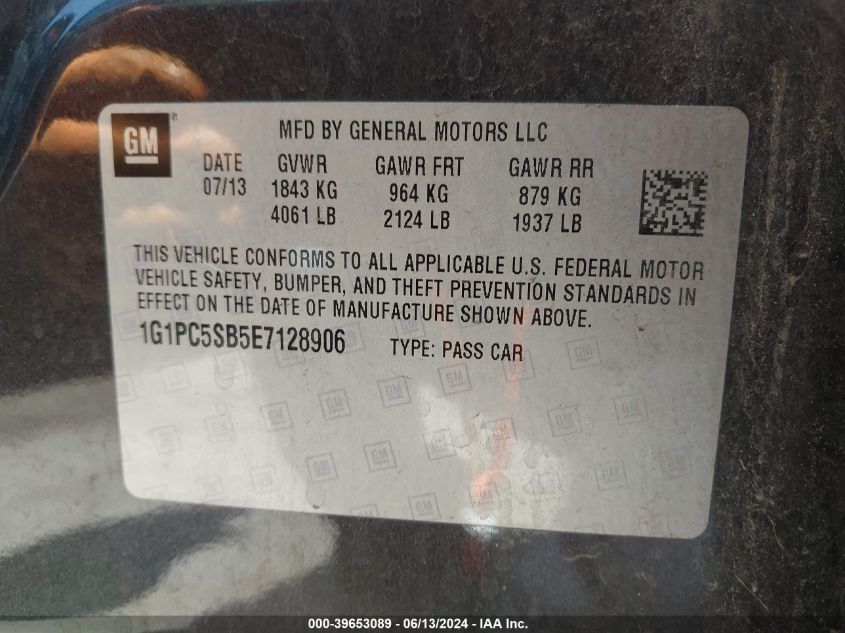 GM
MFD BY GENERAL MOTORS LLC
DATE GVWR GAWR FRT GAWR RR
07/13 1843 KG 964 KG 879 KG
4061 LB 2124 LB 1937 LB
THIS VEHICLE CONFORMS TO ALL APPLICABLE U.S. FEDERAL MOTOR
VEHICLE SAFETY, BUMPER, AND THEFT PREVENTION STANDARDS IN
EFFECT ON THE DATE OF MANUFACTURE SHOWN ABOVE.
1G1PC5SB5E7128906 TYPE: PASS CAR
000-39653089 - 06/13/2024 - IAA Inc.